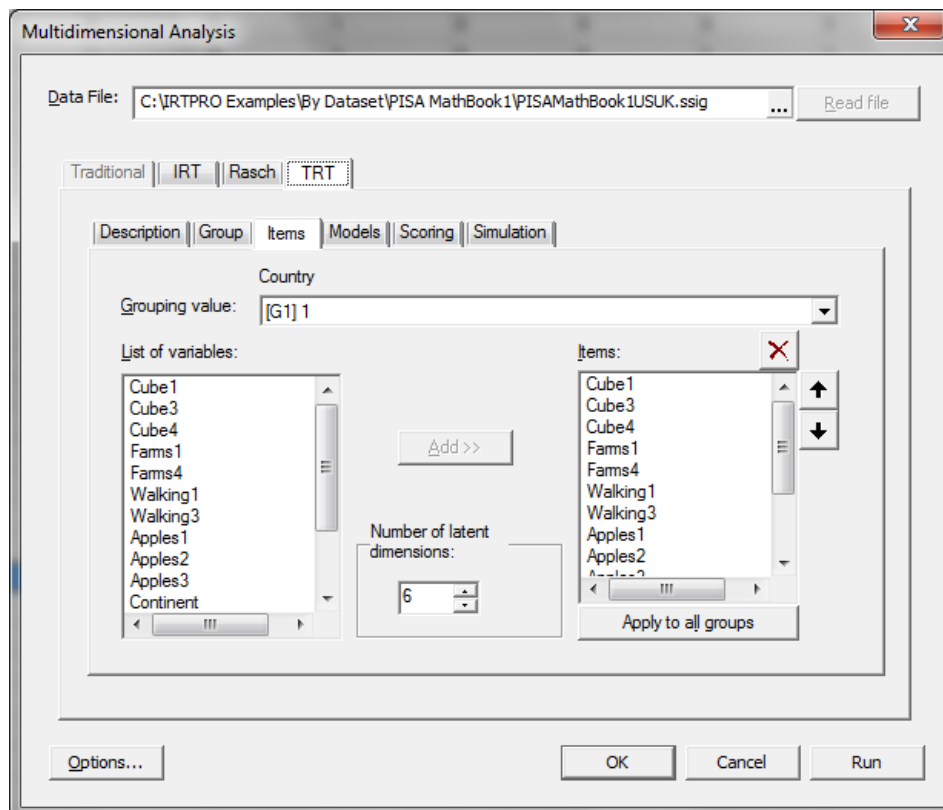 Multidimensional Analysis
Data File: C:\IRTPRO Examples\By Dataset\PISA MathBook1\PISAMathBook1USUK.ssig ... Read file
Traditional IRT Rasch TRT
Description Group Items Models Scoring Simulation
Country
Grouping value: [G1] 1
List of variables:
Cube1
Cube3
Cube4
Farms1
Farms4
Walking1
Walking3
Apples1
Apples2
Apples3
Continent
Add >>
Number of latent
dimensions:
6
Items:
Cube1
Cube3
Cube4
Farms1
Farms4
Walking1
Walking3
Apples1
Apples2
Apply to all groups
Options... OK Cancel Run